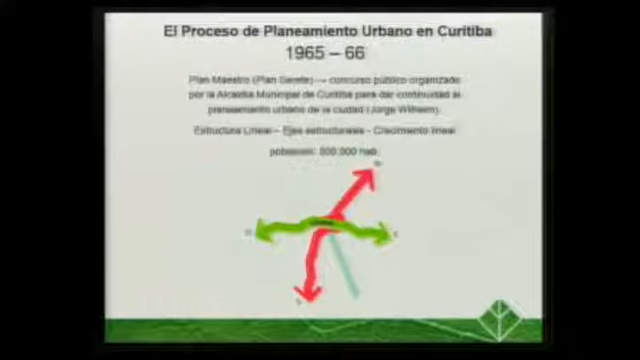 El Proceso de Planeamiento Urbano en Curitiba
1965 – 66
Plan Maestro (Plan Serete) → concurso público organizado
por la Alcaldía Municipal de Curitiba para dar continuidad al
planeamiento urbano de la ciudad (Jorge Wilheim).
Estructura Lineal – Ejes estructurales - Crecimiento lineal
población: 500.000 hab.